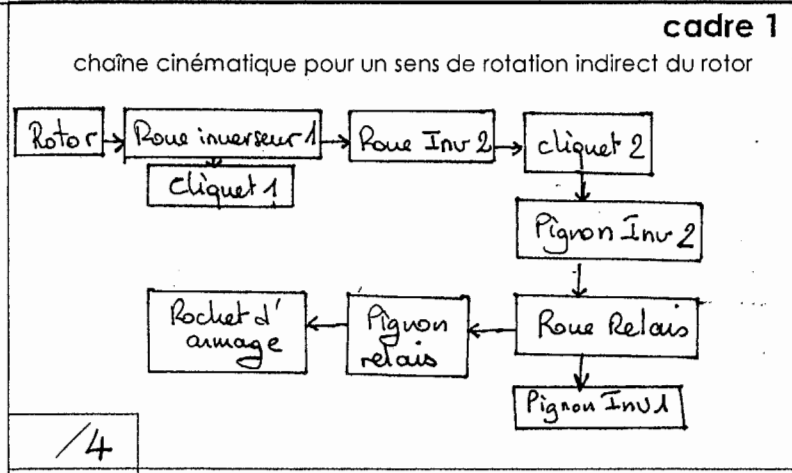 cadre 1
chaîne cinématique pour un sens de rotation indirect du rotor
Rotor
Roue inverseur 1
Roue Inv 2
cliquet 2
Cliquet 1
Pignon Inv 2
Rochet d'
armage
Pignon
relais
Roue Relais
Pignon Inv 1
/4